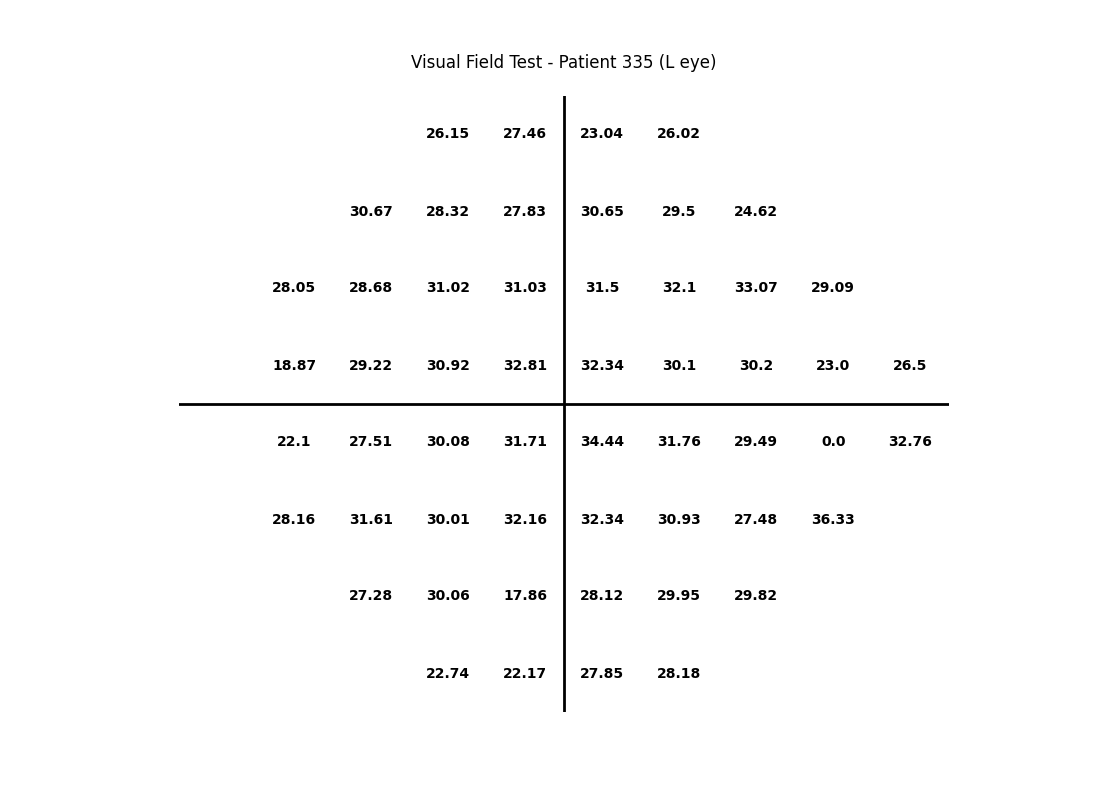 Visual Field Test - Patient 335 (L eye)
26.15 27.46 23.04 26.02
30.67 28.32 27.83 30.65 29.5 24.62
28.05 28.68 31.02 31.03 31.5 32.1 33.07 29.09
18.87 29.22 30.92 32.81 32.34 30.1 30.2 23.0 26.5
22.1 27.51 30.08 31.71 34.44 31.76 29.49 0.0 32.76
28.16 31.61 30.01 32.16 32.34 30.93 27.48 36.33
27.28 30.06 17.86 28.12 29.95 29.82
22.74 22.17 27.85 28.18